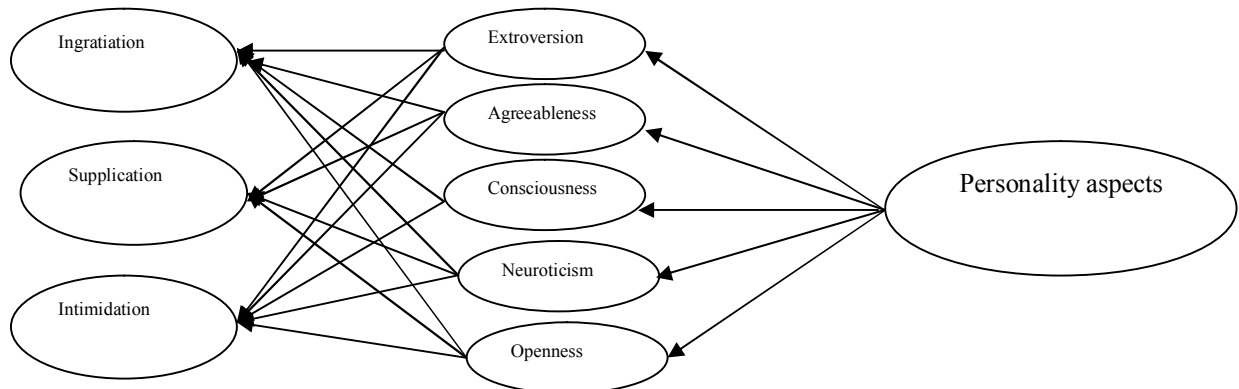 Ingratiation
Extroversion
Agreeableness
Supplication
Consciousness
Personality aspects
Neuroticism
Intimidation
Openness